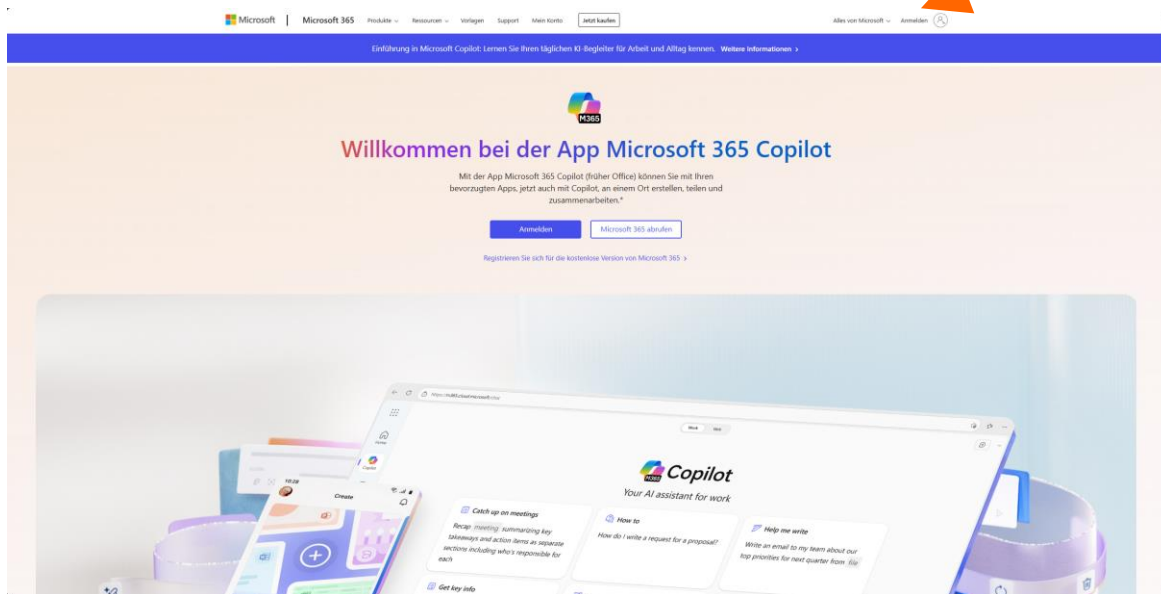 Microsoft
Microsoft 365 Produkte Ressourcen Vorlagen Support Mein Konto Jetzt kaufen Alles von Microsoft Anmelden
Einführung in Microsoft Copilot: Lernen Sie Ihren täglichen KI-Begleiter für Arbeit und Alltag kennen. Weitere Informationen >
M365
Willkommen bei der App Microsoft 365 Copilot
Mit der App Microsoft 365 Copilot (früher Office) können Sie mit Ihren
bevorzugten Apps, jetzt auch mit Copilot, an einem Ort erstellen, teilen und
zusammenarbeiten.*
Anmelden
Microsoft 365 abrufen
Registrieren Sie sich für die kostenlose Version von Microsoft 365 >
Work
Home
Copilot
M365
Copilot
Your AI assistant for work
10:28
Create
Catch up on meetings
Recap meeting summarizing key
takeaways and action items as separate
sections including who's responsible for
each
How to
How do I write a request for a proposal?
Help me write
Write an email to my team about our
top priorities for next quarter from file
Get key info